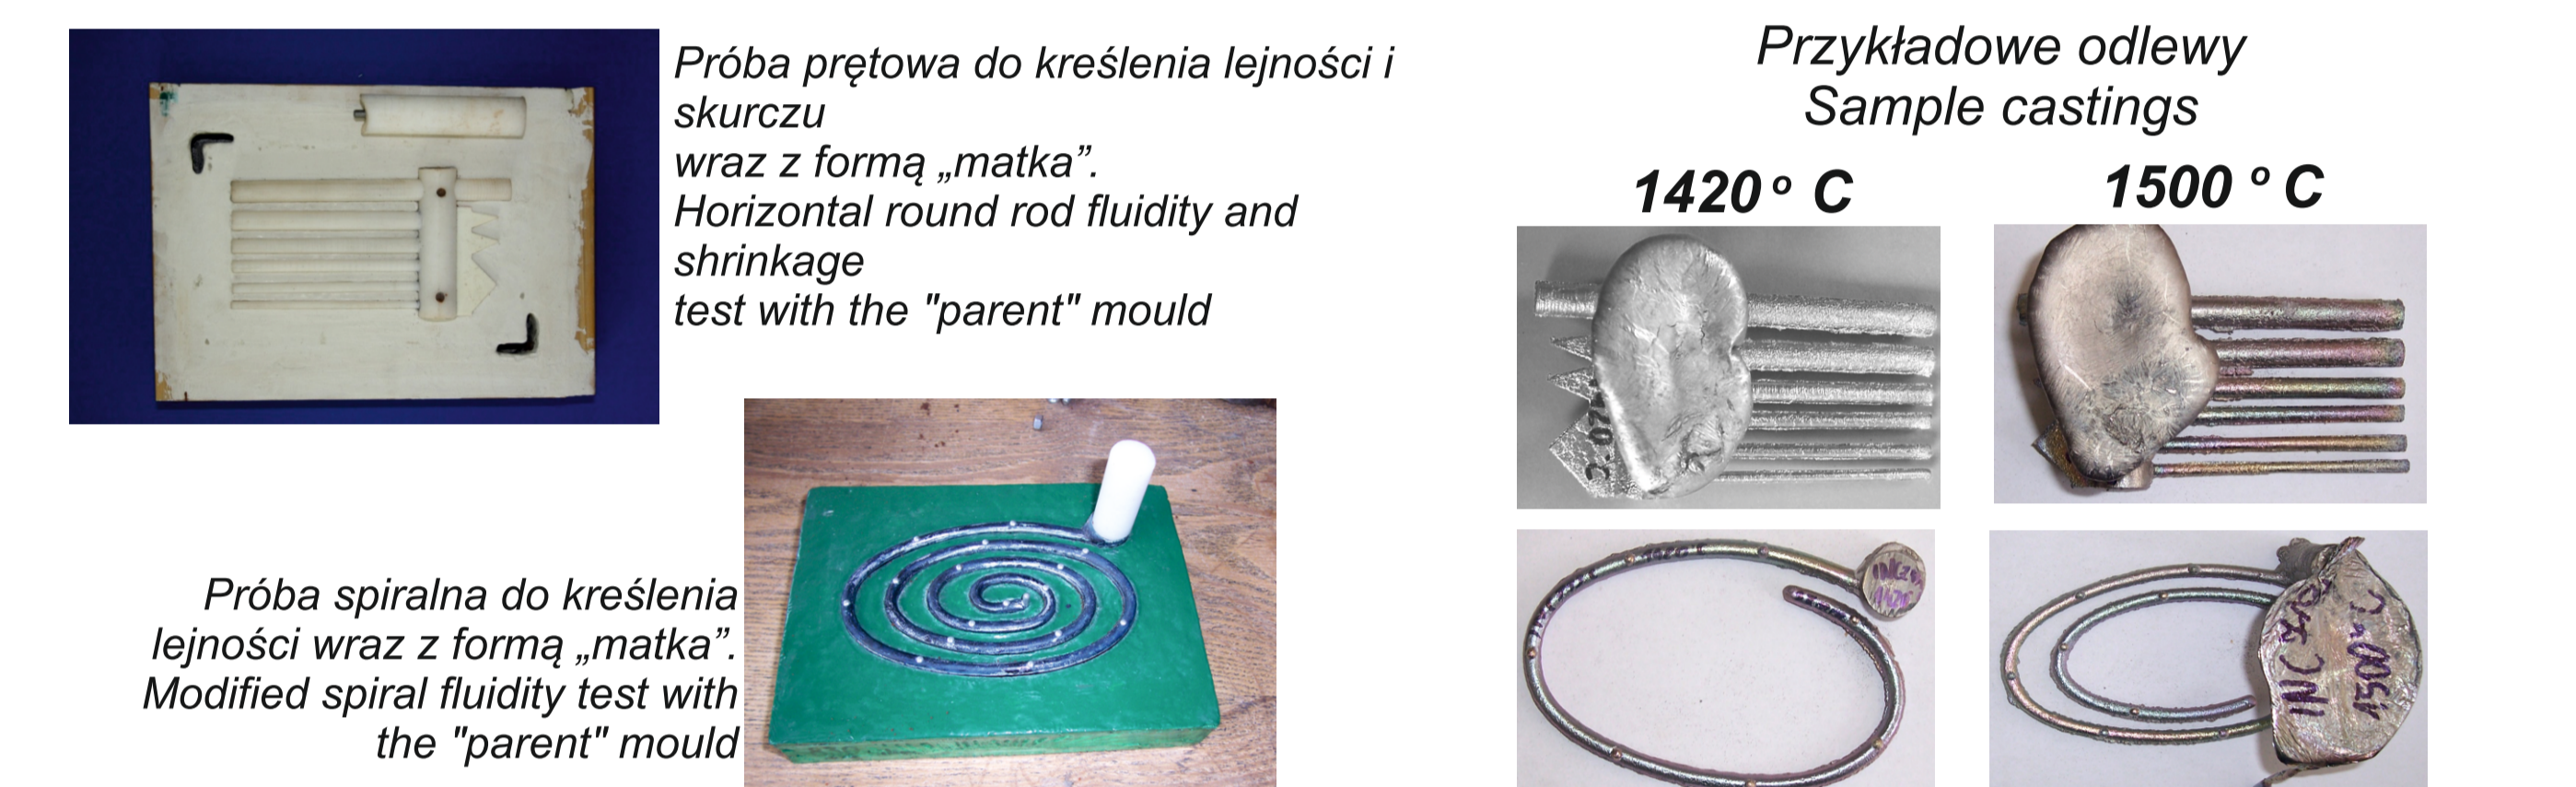 Próba prętowa do kreślenia lejności i
skurczu
wraz z formą „matka”.
Horizontal round rod fluidity and
shrinkage
test with the "parent" mould
Próba spiralna do kreślenia
lejności wraz z formą „matka”.
Modified spiral fluidity test with
the "parent" mould
Przykładowe odlewy
Sample castings
1420 º C
1500 º C
INC
1500°C